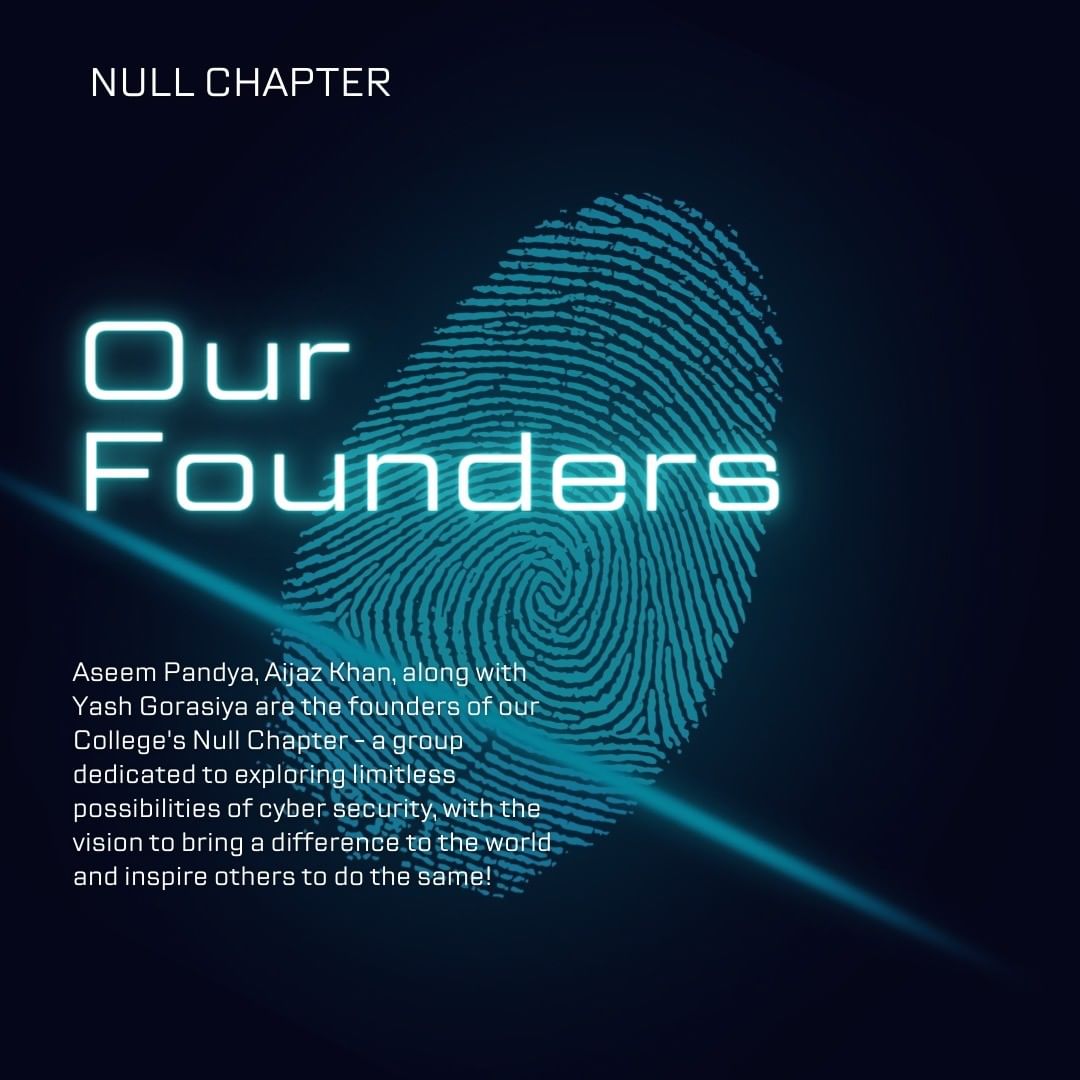 NULL CHAPTER
Our
Founders
Aseem Pandya, Aijaz Khan, along with
Yash Gorasiya are the founders of our
College's Null Chapter - a group
dedicated to exploring limitless
possibilities of cyber security, with the
vision to bring a difference to the world
and inspire others to do the same!